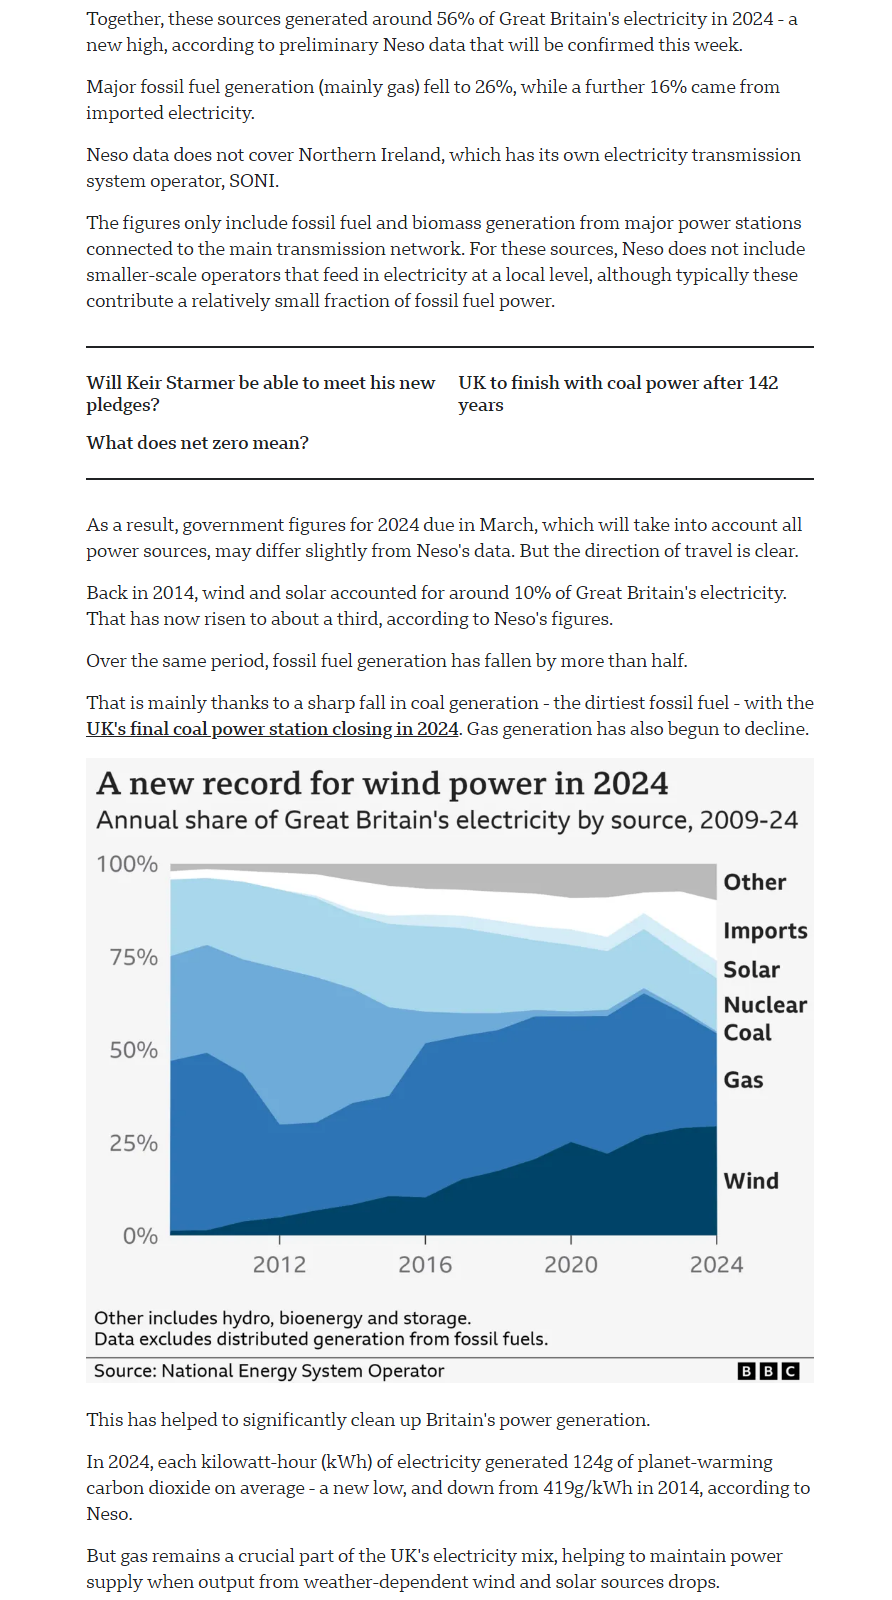 Together, these sources generated around 56% of Great Britain's electricity in 2024 - a
new high, according to preliminary Neso data that will be confirmed this week.
Major fossil fuel generation (mainly gas) fell to 26%, while a further 16% came from
imported electricity.
Neso data does not cover Northern Ireland, which has its own electricity transmission
system operator, SONI.
The figures only include fossil fuel and biomass generation from major power stations
connected to the main transmission network. For these sources, Neso does not include
smaller-scale operators that feed in electricity at a local level, although typically these
contribute a relatively small fraction of fossil fuel power.
Will Keir Starmer be able to meet his new
pledges?
UK to finish with coal power after 142
years
What does net zero mean?
As a result, government figures for 2024 due in March, which will take into account all
power sources, may differ slightly from Neso's data. But the direction of travel is clear.
Back in 2014, wind and solar accounted for around 10% of Great Britain's electricity.
That has now risen to about a third, according to Neso's figures.
Over the same period, fossil fuel generation has fallen by more than half.
That is mainly thanks to a sharp fall in coal generation - the dirtiest fossil fuel - with the
UK's final coal power station closing in 2024. Gas generation has also begun to decline.
A new record for wind power in 2024
Annual share of Great Britain's electricity by source, 2009-24
100%
75%
50%
25%
0%
Other
Imports
Solar
Nuclear
Coal
Gas
Wind
2012
2016
2020
2024
Other includes hydro, bioenergy and storage.
Data excludes distributed generation from fossil fuels.
Source: National Energy System Operator
BBC
This has helped to significantly clean up Britain's power generation.
In 2024, each kilowatt-hour (kWh) of electricity generated 124g of planet-warming
carbon dioxide on average - a new low, and down from 419g/kWh in 2014, according to
Neso.
But gas remains a crucial part of the UK's electricity mix, helping to maintain power
supply when output from weather-dependent wind and solar sources drops.